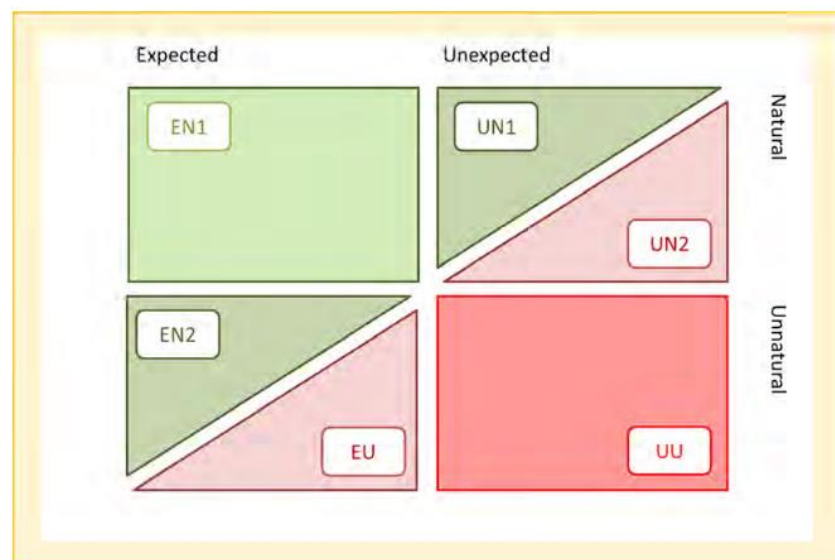 Expected
Unexpected
EN1
UN1
Natural
UN2
EN2
Unnatural
EU
UU